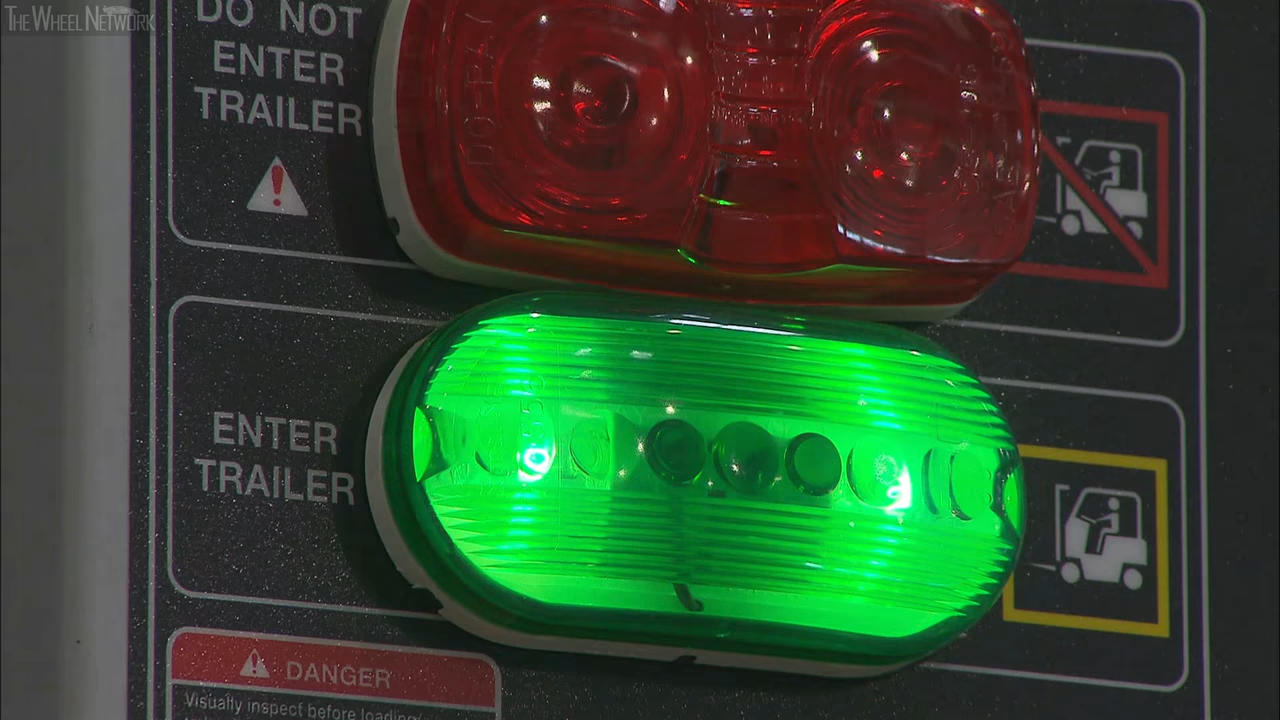 THE WHEEL NETWORK
DO NOT
ENTER
TRAILER
ENTER
TRAILER
DANGER
Visually inspect before loading/